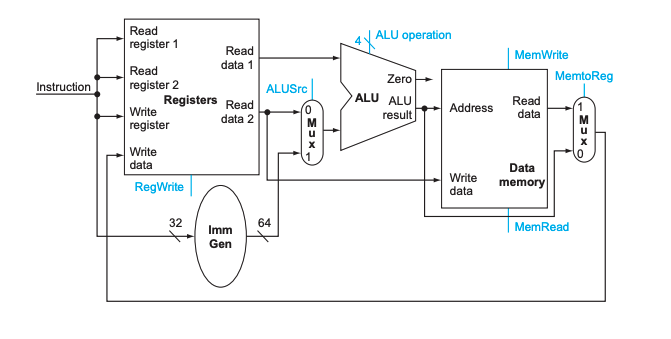 Instruction
Read
register 1
Read
register 2
Write
register
Write
data
Registers
Read
data 1
Read
data 2
RegWrite
32
Imm
Gen
64
ALUSrc
0
M
u
x
1
4
ALU operation
Zero
ALU
ALU
result
MemWrite
Address
Read
data
Write
data
Data
memory
MemRead
MemtoReg
1
M
u
x
0